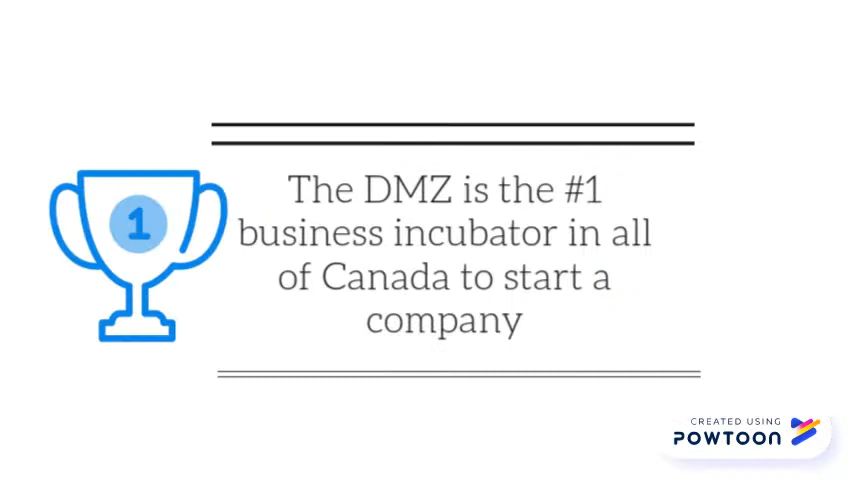 1
The DMZ is the #1
business incubator in all
of Canada to start a
company
CREATED USING
POWTOON